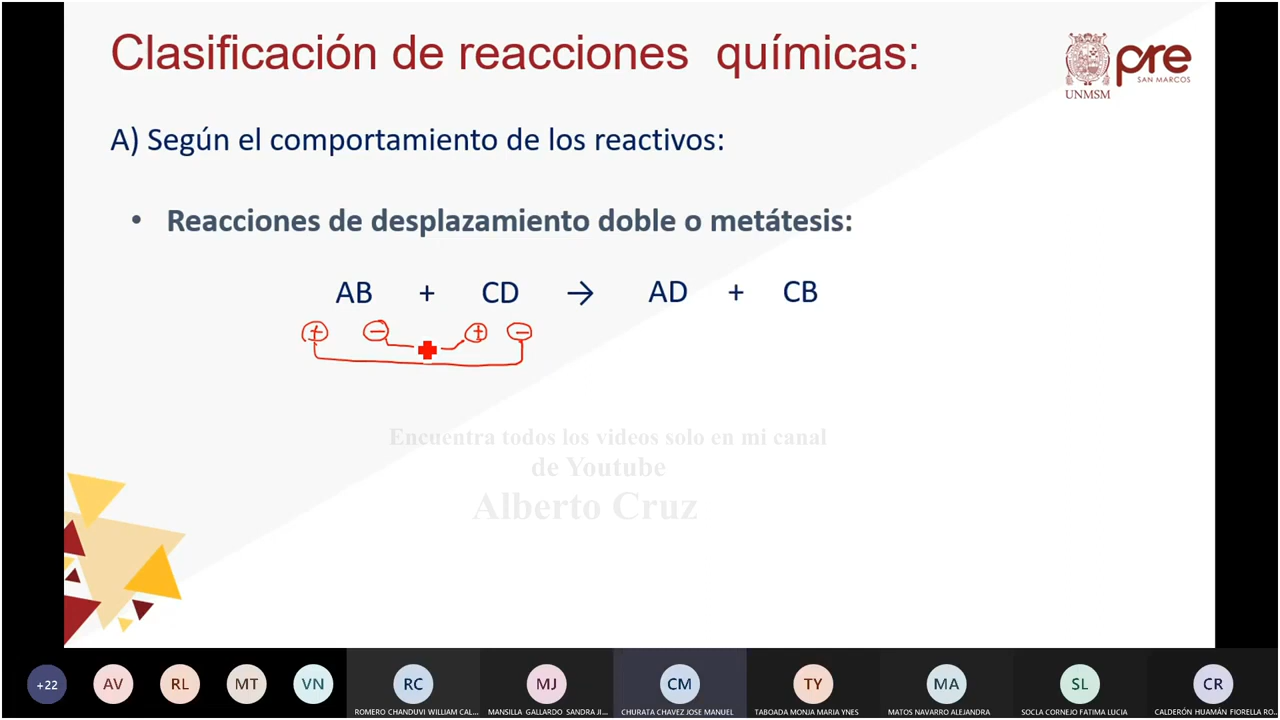 Clasificación de reacciones químicas:
pre
SAN MARCOS
UNMSM
A) Según el comportamiento de los reactivos:
• Reacciones de desplazamiento doble o metátesis:
AB + CD → AD + CB
+ − + −
Encuentra todos los videos solo en mi canal
de Youtube
Alberto Cruz
+22 AV RL MT VN RC MJ CM TY MA SL CR
ROMERO CHANDUVI WILLIAM CAL... MANSILLA GALLARDO SANDRA JI... CHURATA CHAVEZ JOSE MANUEL TABOADA MONJA MARIA YNES MATOS NAVARRO ALEJANDRA SOCLA CORNEJO FATIMA LUCIA CALDERÓN HUAMÁN FIORELLA RO...